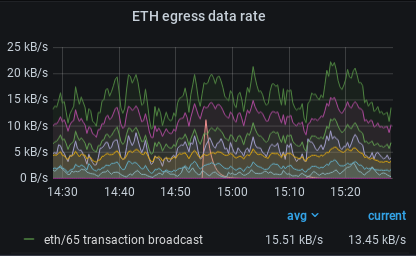 ETH egress data rate
25 kB/s
20 kB/s
15 kB/s
10 kB/s
5 kB/s
0 B/s
14:30 14:40 14:50 15:00 15:10 15:20
avg current
eth/65 transaction broadcast 15.51 kB/s 13.45 kB/s